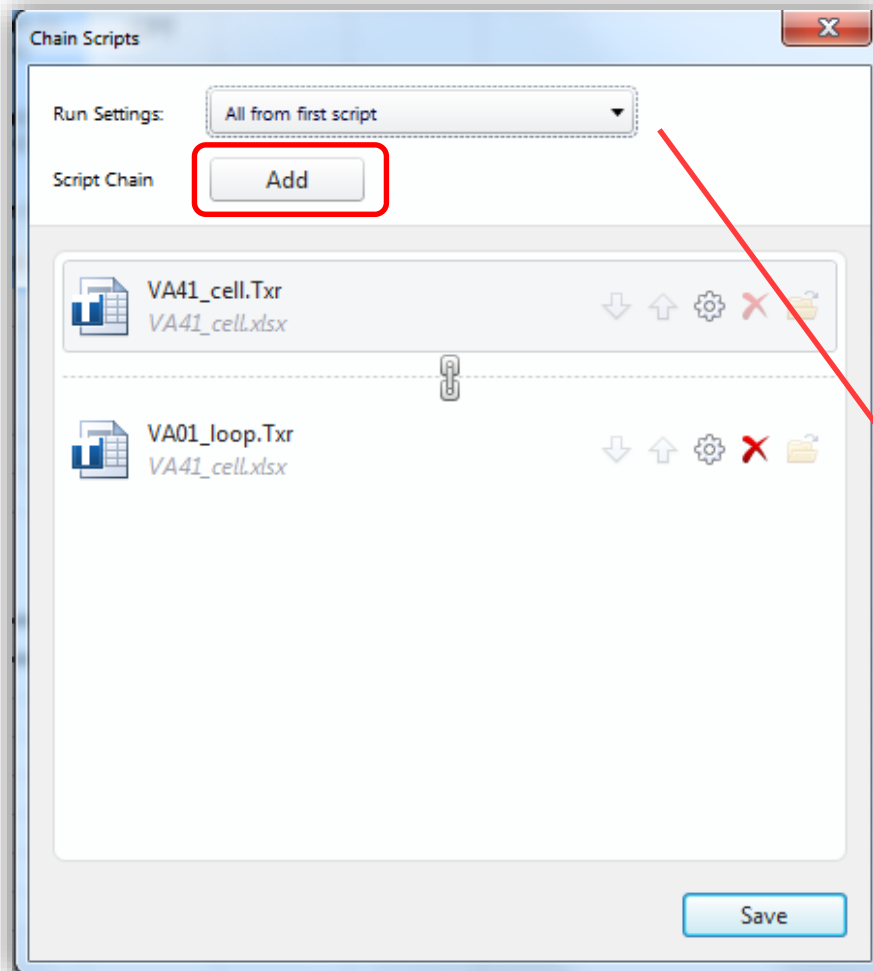 Chain Scripts
Run Settings: All from first script
Script Chain Add
VA41_cell.Txr
VA41_cell.xlsx
VA01_loop.Txr
VA41_cell.xlsx
Save